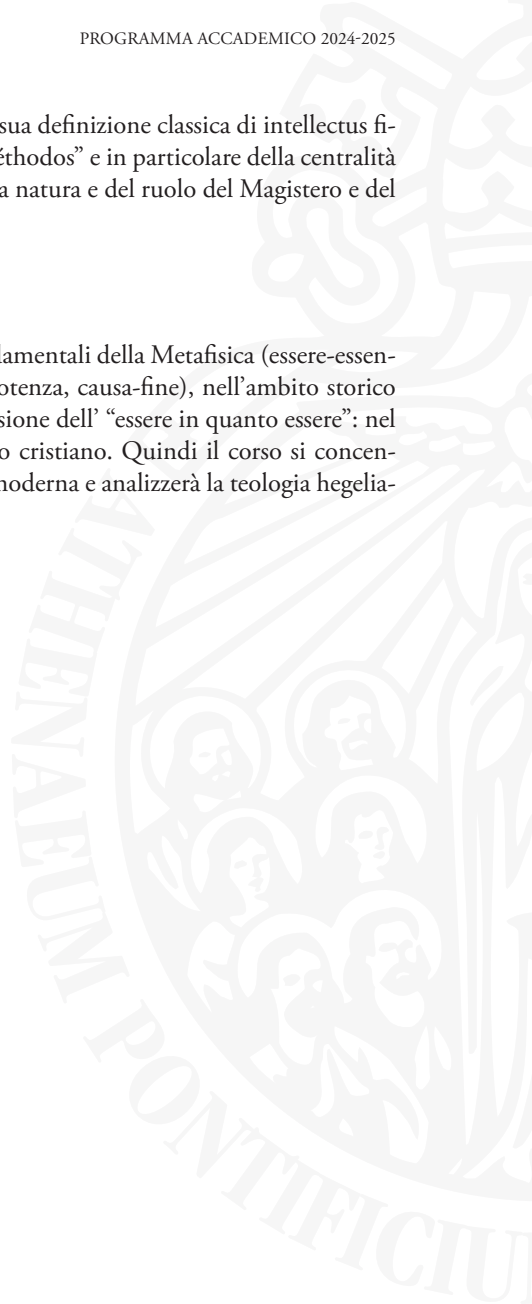 PROGRAMMA ACCADEMICO 2024-2025
sua definizione classica di intellectus fi-
éthodos” e in particolare della centralità
a natura e del ruolo del Magistero e del
lamentali della Metafisica (essere-essen-
otenza, causa-fine), nell’ambito storico
sione dell’ “essere in quanto essere”: nel
o cristiano. Quindi il corso si concen-
moderna e analizzerà la teologia hegelia-
ATHENAEUM PONTIFICIU